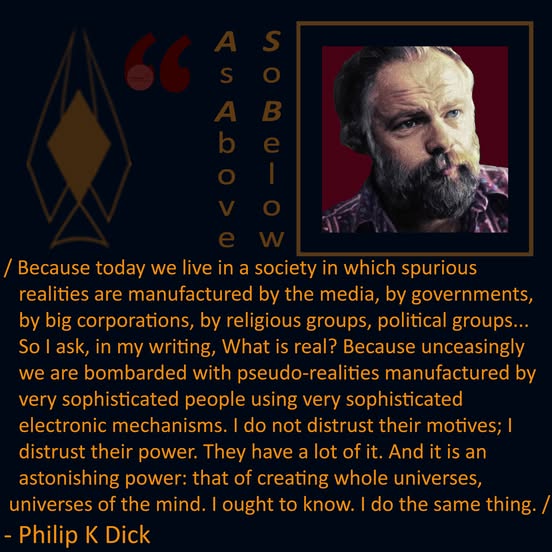 As Above
So Below
/ Because today we live in a society in which spurious
realities are manufactured by the media, by governments,
by big corporations, by religious groups, political groups...
So I ask, in my writing, What is real? Because unceasingly
we are bombarded with pseudo-realities manufactured by
very sophisticated people using very sophisticated
electronic mechanisms. I do not distrust their motives; I
distrust their power. They have a lot of it. And it is an
astonishing power: that of creating whole universes,
universes of the mind. I ought to know. I do the same thing. /
- Philip K Dick